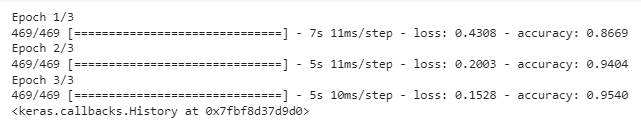 Epoch 1/3
469/469 [==============================] - 7s 11ms/step - loss: 0.4308 - accuracy: 0.8669
Epoch 2/3
469/469 [==============================] - 5s 11ms/step - loss: 0.2003 - accuracy: 0.9404
Epoch 3/3
469/469 [==============================] - 5s 10ms/step - loss: 0.1528 - accuracy: 0.9540
<keras.callbacks.History at 0x7fbf8d37d9d0>